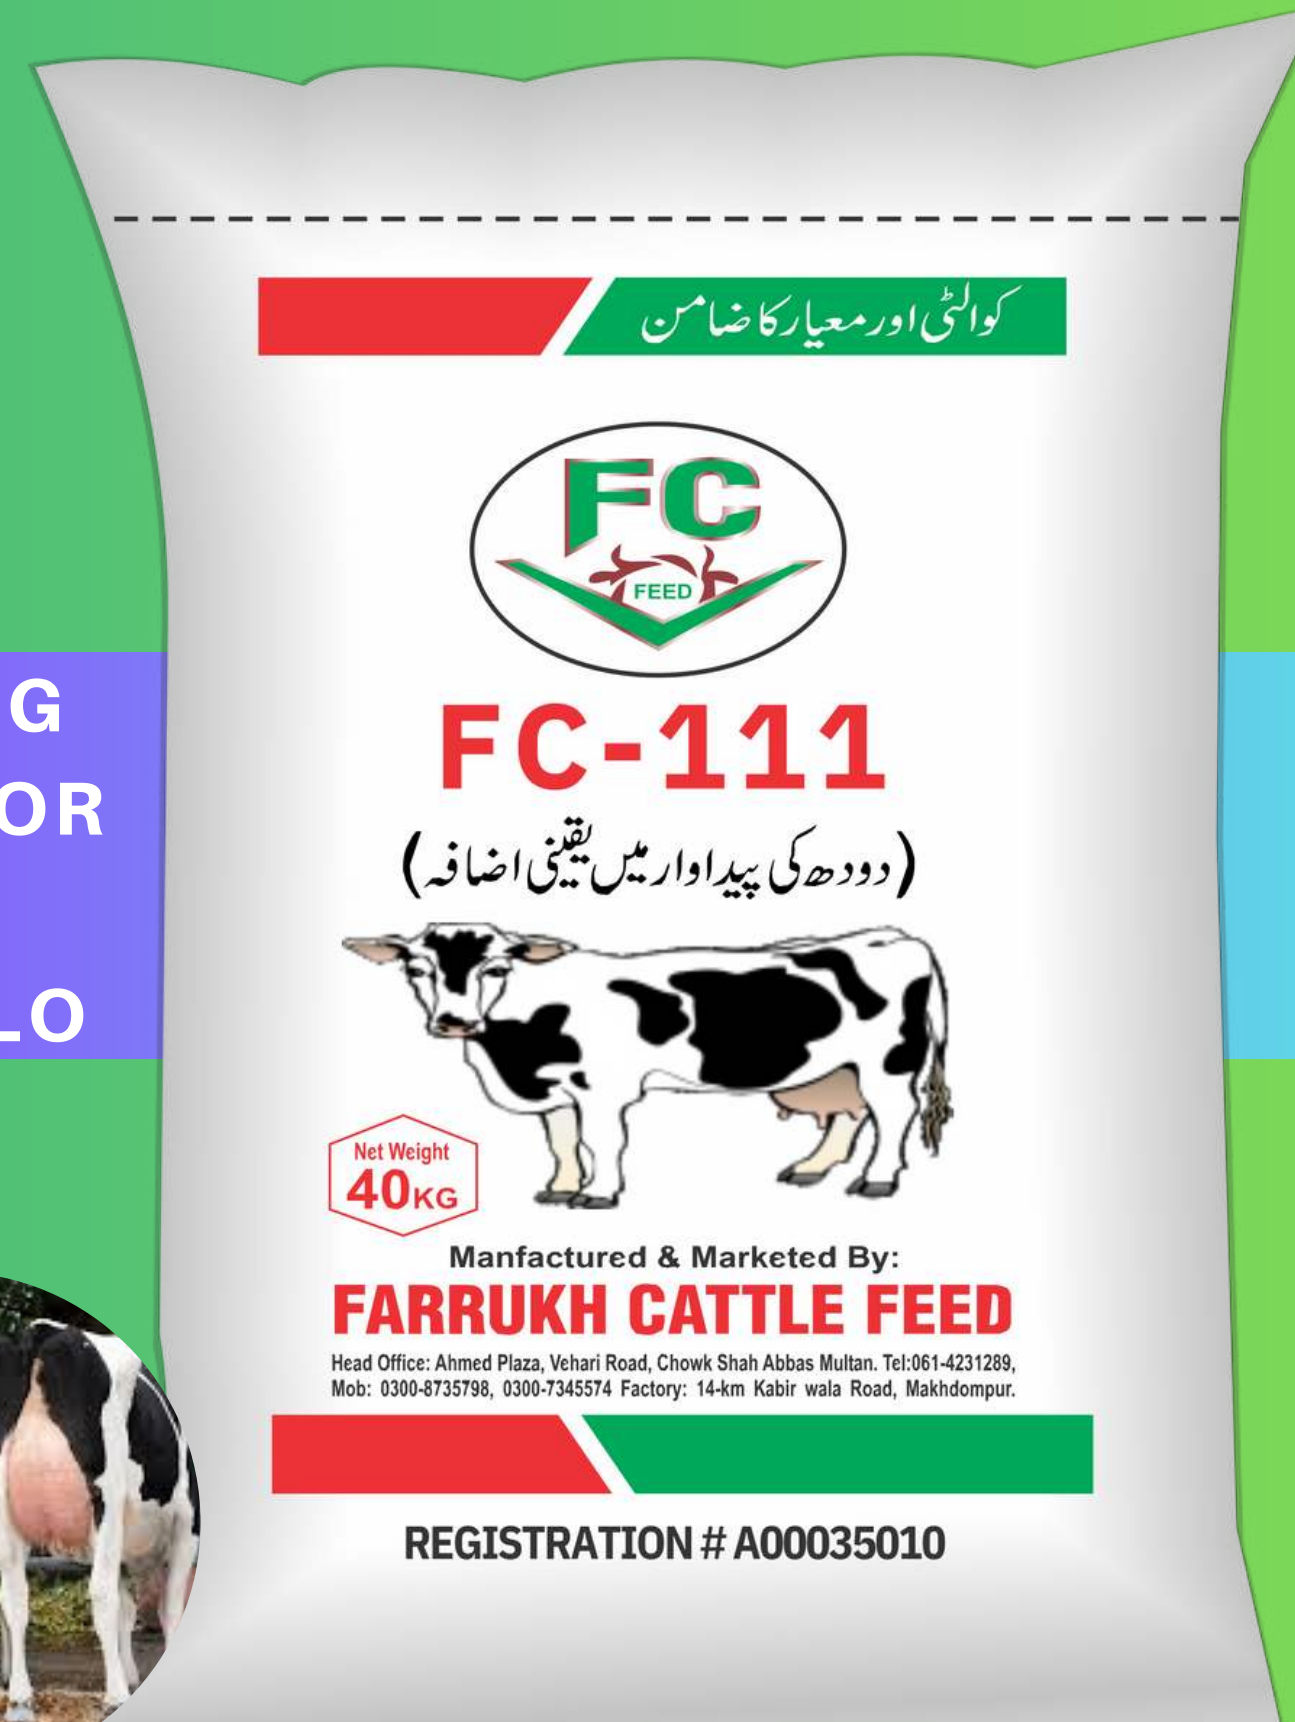 کوالٹی اور معیار کا ضامن
FC
FEED
FC-111
(دودھ کی پیداوار میں یقینی اضافہ)
G
OR
LO
Net Weight
40KG
Manfactured & Marketed By:
FARRUKH CATTLE FEED
Head Office: Ahmed Plaza, Vehari Road, Chowk Shah Abbas Multan. Tel:061-4231289,
Mob: 0300-8735798, 0300-7345574 Factory: 14-km Kabir wala Road, Makhdompur.
REGISTRATION # A00035010